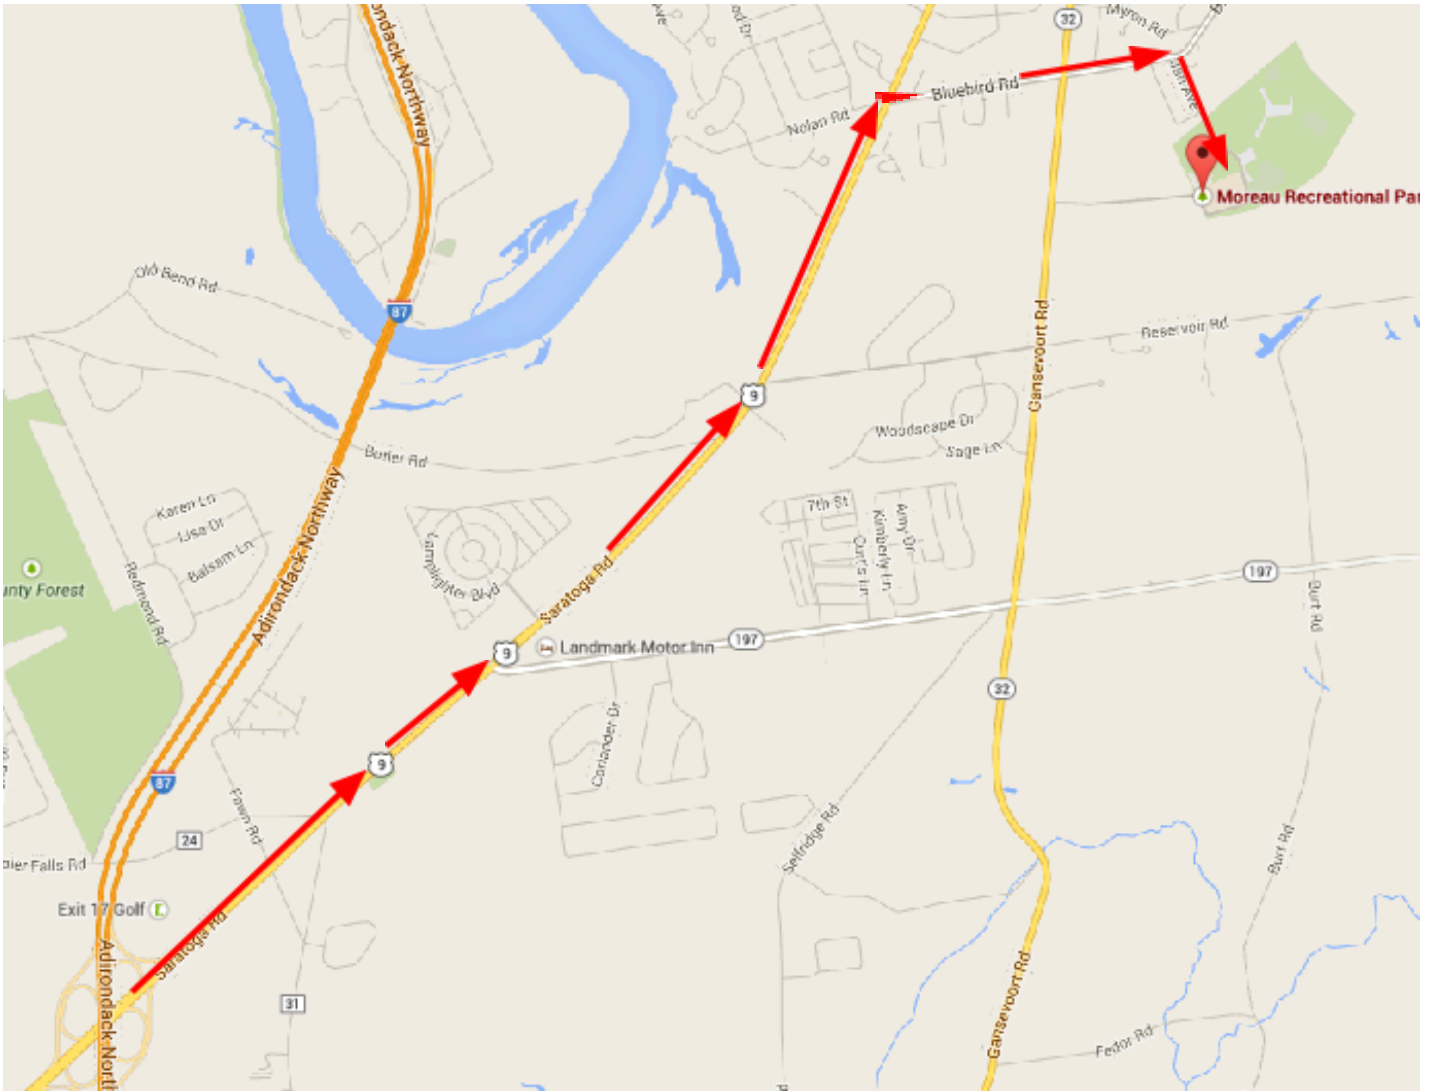 ondack Northway
32
Myron Rd
Bluebird Rd
Nolan Rd
Moreau Recreational Par
Old Bend Rd
87
Gansevoort Rd
Reservoir Rd
9
Woodscape Dr
Sage Ln
Butler Rd
Karen Ln
Lisa Dr
Balsam Ln
Adirondack Northway
7th St
Army Dr
Kimberly Ln
Curt's Ln
unty Forest
Redmond Rd
Lamplighter Blvd
Saratoga Rd
197
Burt Rd
9
Landmark Motor Inn
197
32
Coriander Dr
9
87
Fawn Rd
24
Selfridge Rd
Burt Rd
Exit 17 Golf
Saratoga Rd
Adirondack North
31
Gansevoort Rd
Fedor Rd